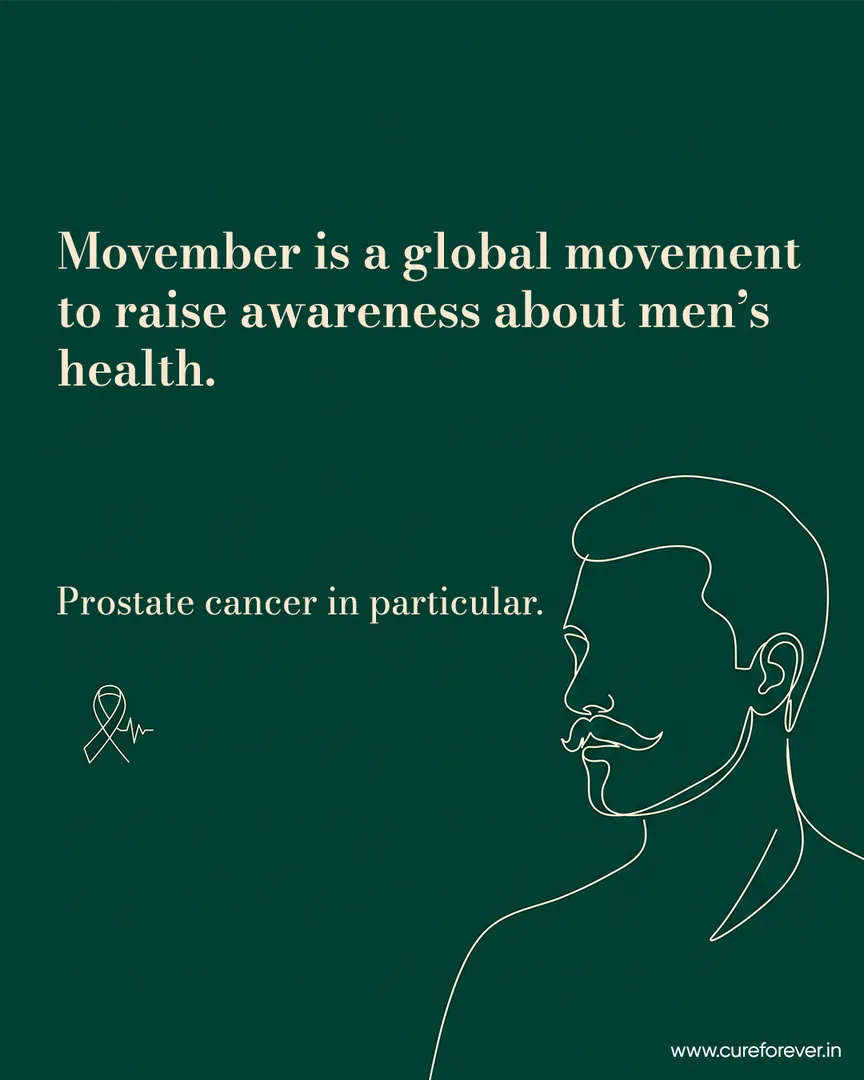 Movember is a global movement
to raise awareness about men’s
health.
Prostate cancer in particular.
www.cureforever.in